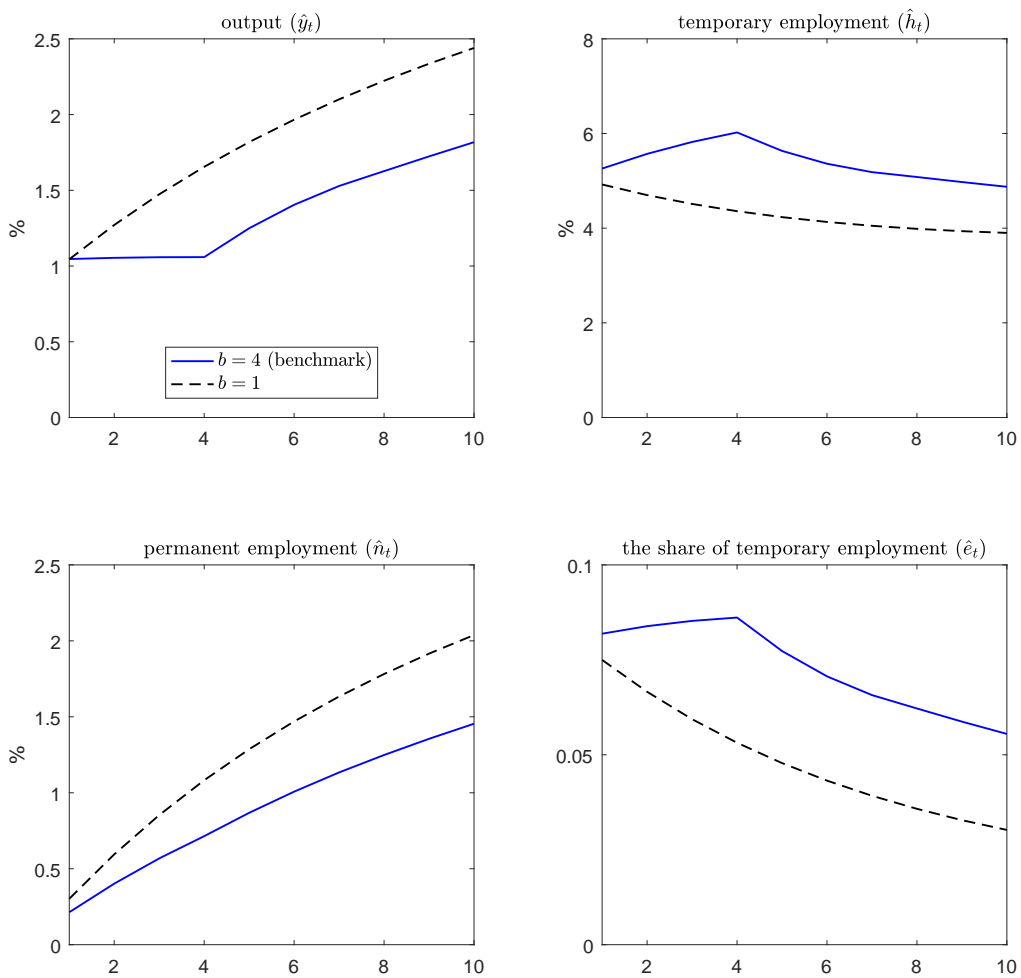 output (ŷ_t)
2.5
2
1.5
1
0.5
0
%
b = 4 (benchmark)
b = 1
2 4 6 8 10
temporary employment (ĥ_t)
8
6
4
2
0
%
2 4 6 8 10
permanent employment (n̂_t)
2.5
2
1.5
1
0.5
0
%
2 4 6 8 10
the share of temporary employment (ê_t)
0.1
0.05
0
2 4 6 8 10